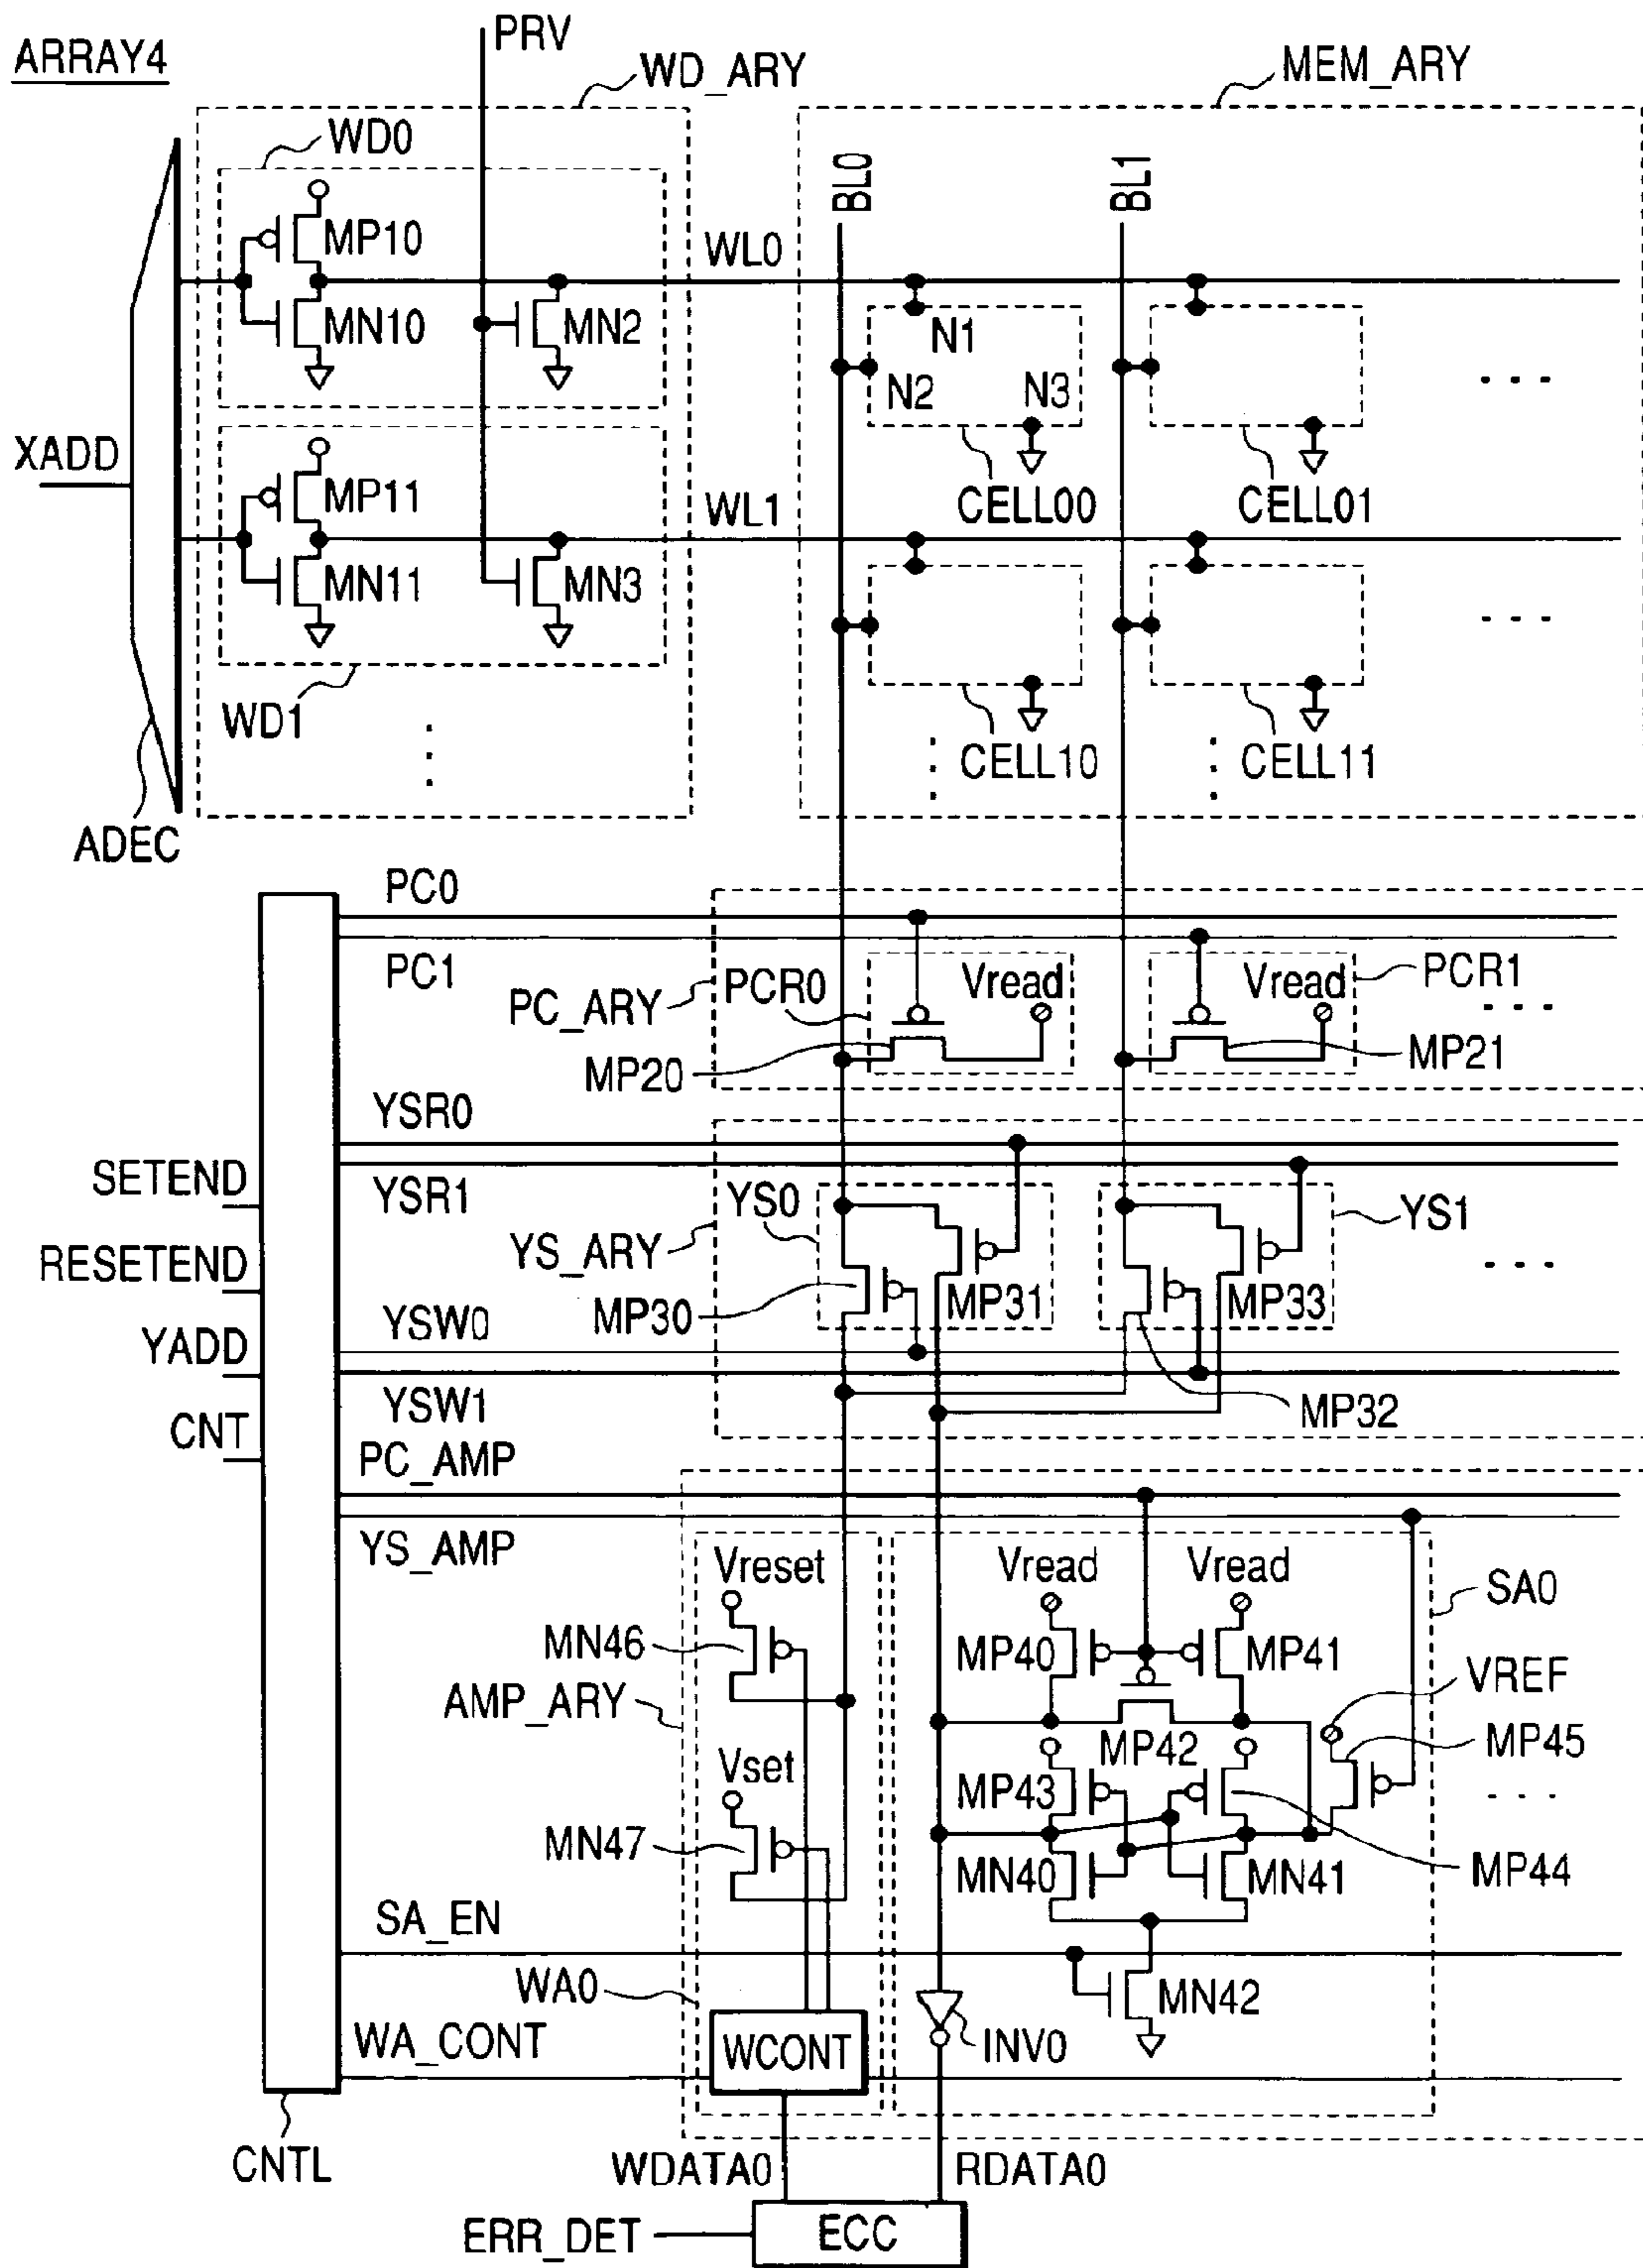 ARRAY4
PRV
WD_ARY
MEM_ARY
WD0
BL0
BL1
MP10
WL0
MN10
MN2
N1
N2
N3
XADD
MP11
WL1
CELL00
CELL01
MN11
MN3
WD1
CELL10
CELL11
ADEC
PC0
PC1
PCR0
Vread
Vread
PCR1
PC_ARY
MP20
MP21
YSR0
SETEND
YSR1
YS0
YS1
YS_ARY
RESETEND
MP30
MP31
MP33
YSW0
YADD
YSW1
MP32
CNT
PC_AMP
YS_AMP
Vreset
Vread
Vread
SA0
MN46
MP40
MP41
VREF
AMP_ARY
MP42
MP45
Vset
MP43
MN47
MN40
MN41
MP44
SA_EN
WA0
MN42
WA_CONT
WCONT
INV0
CNTL
WDATA0
RDATA0
ERR_DET
ECC